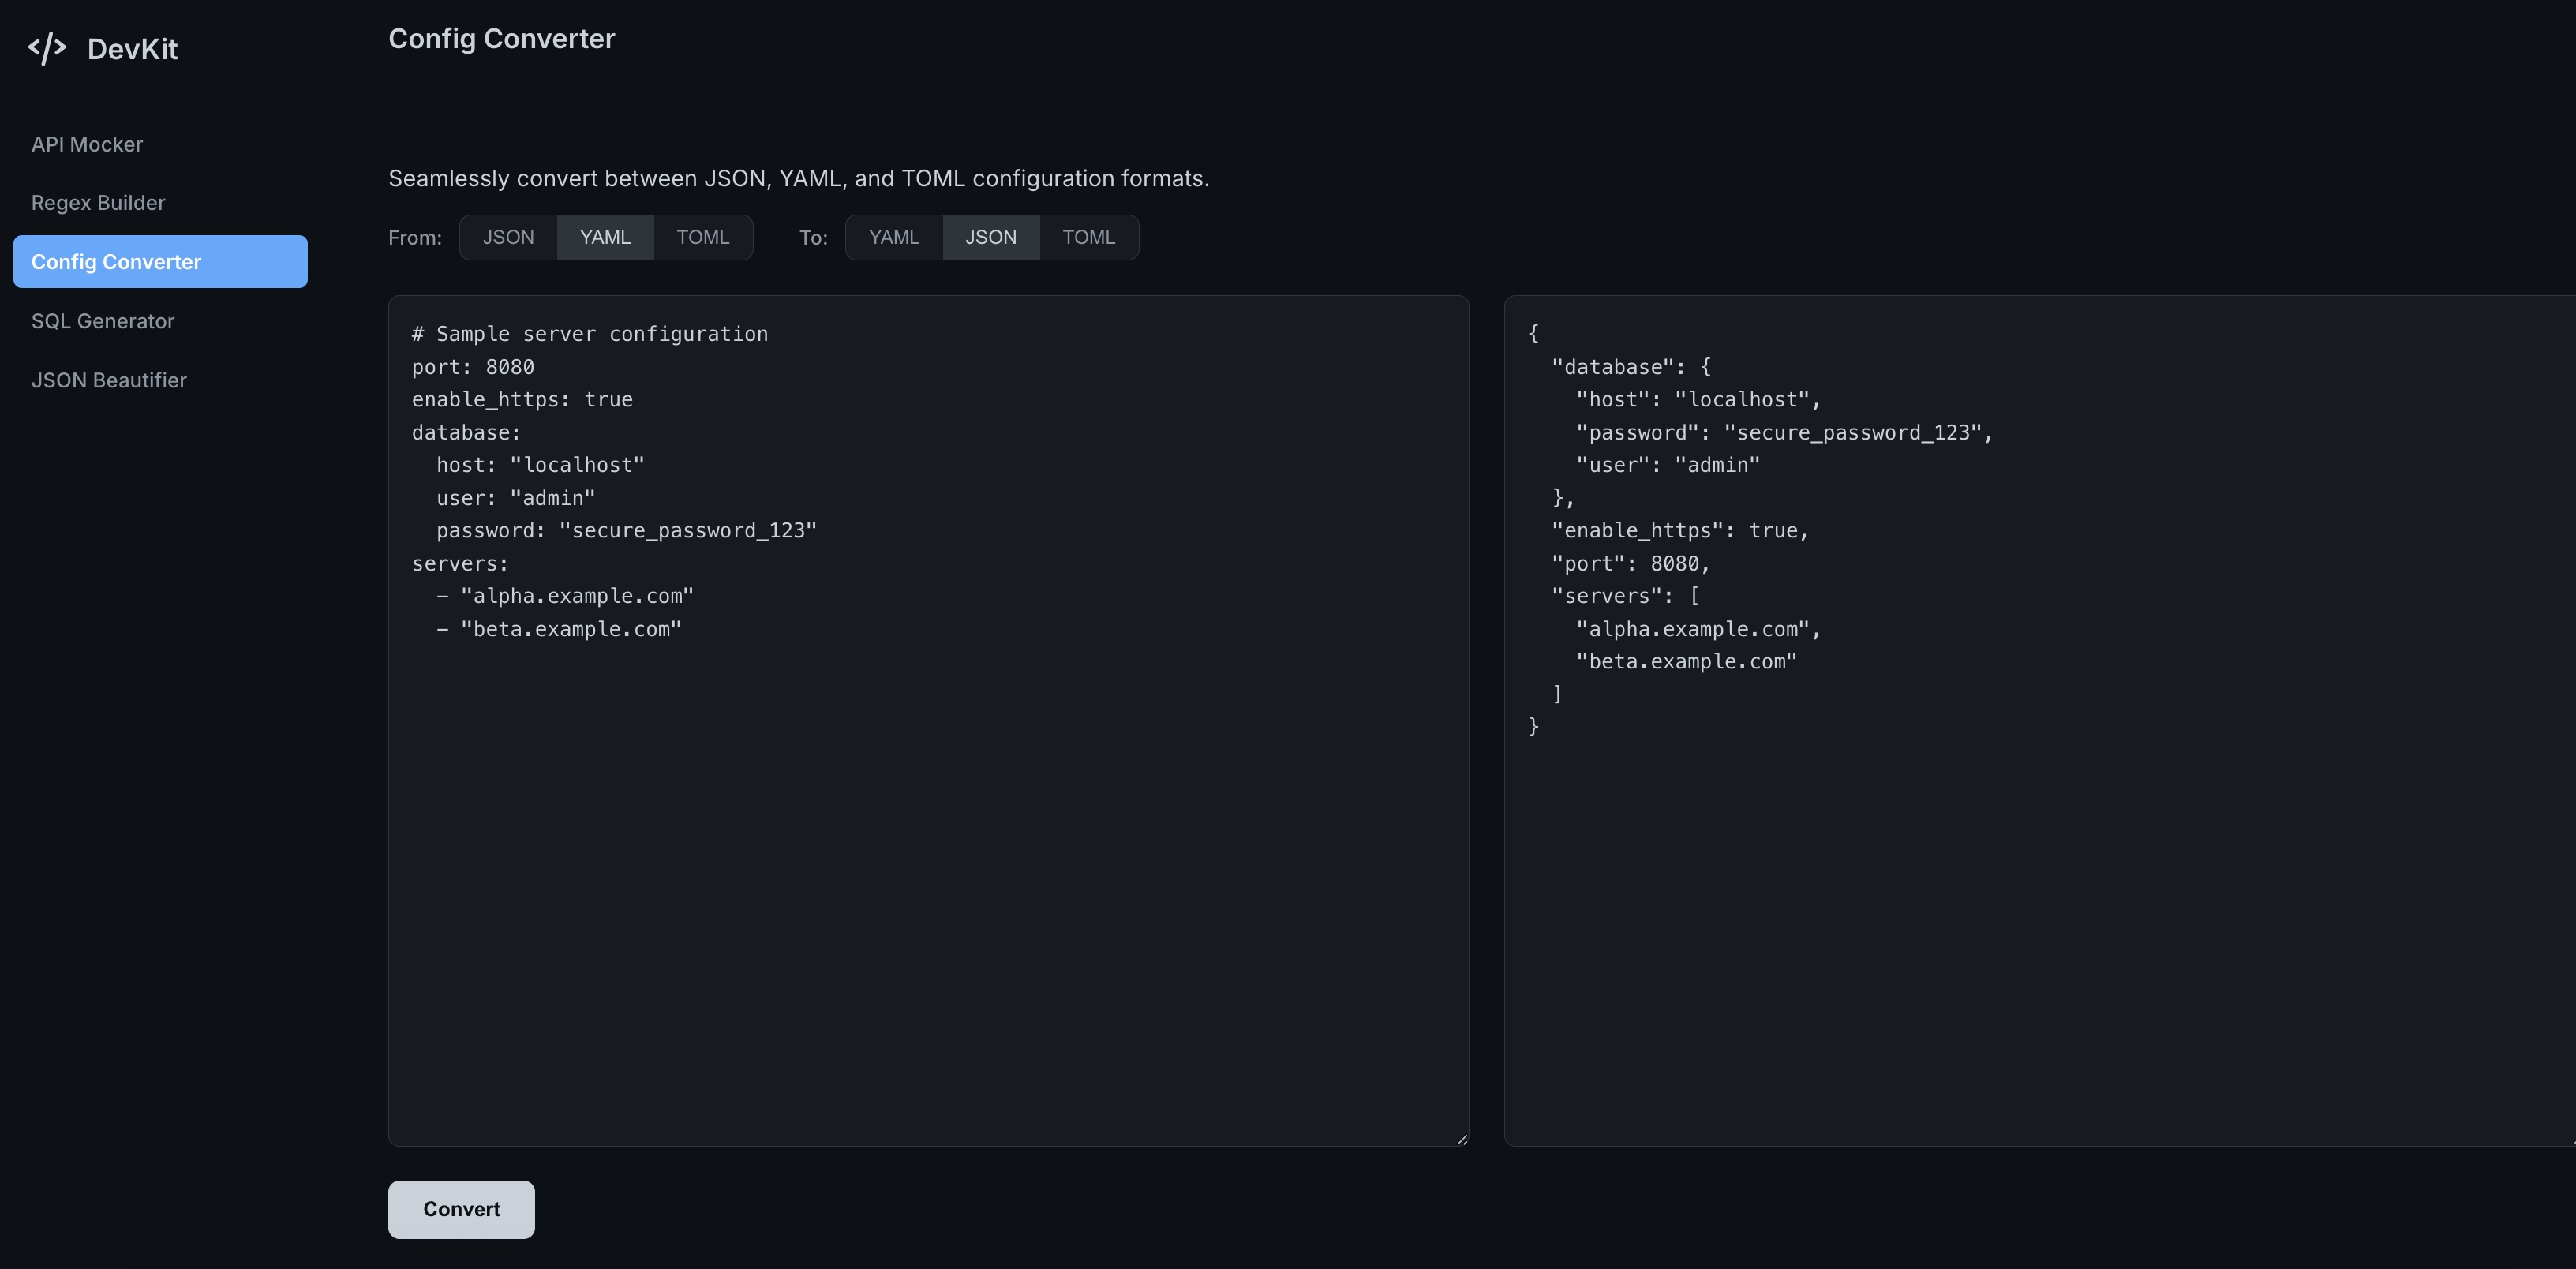 </> DevKit
API Mocker
Regex Builder
Config Converter
SQL Generator
JSON Beautifier
Config Converter
Seamlessly convert between JSON, YAML, and TOML configuration formats.
From: JSON YAML TOML To: YAML JSON TOML
# Sample server configuration
port: 8080
enable_https: true
database:
  host: "localhost"
  user: "admin"
  password: "secure_password_123"
servers:
  - "alpha.example.com"
  - "beta.example.com"
{
  "database": {
    "host": "localhost",
    "password": "secure_password_123",
    "user": "admin"
  },
  "enable_https": true,
  "port": 8080,
  "servers": [
    "alpha.example.com",
    "beta.example.com"
  ]
}
Convert